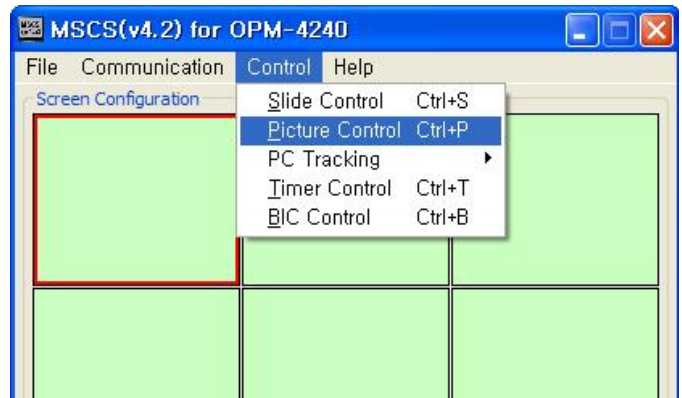 MSCS(v4.2) for OPM-4240
File Communication Control Help
Screen Configuration
Slide Control Ctrl+S
Picture Control Ctrl+P
PC Tracking
Timer Control Ctrl+T
BIC Control Ctrl+B